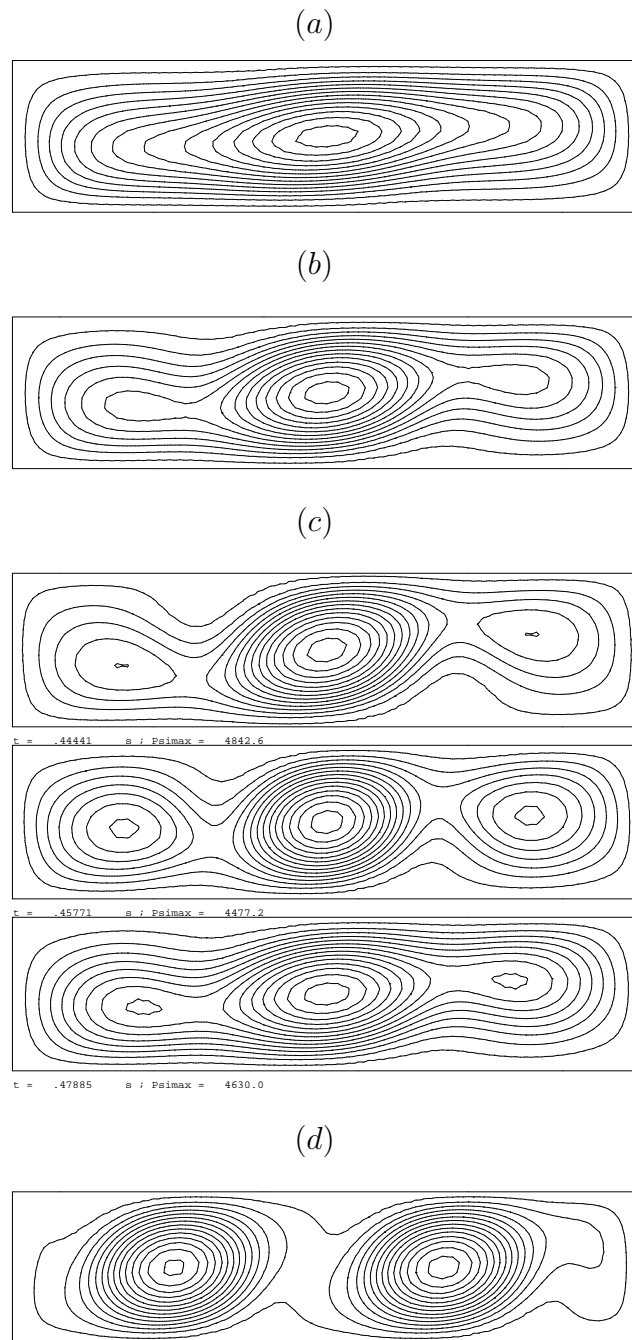 (a)
(b)
(c)
t = .44441 s ; Psimax = 4842.6
t = .45771 s ; Psimax = 4477.2
t = .47885 s ; Psimax = 4630.0
(d)